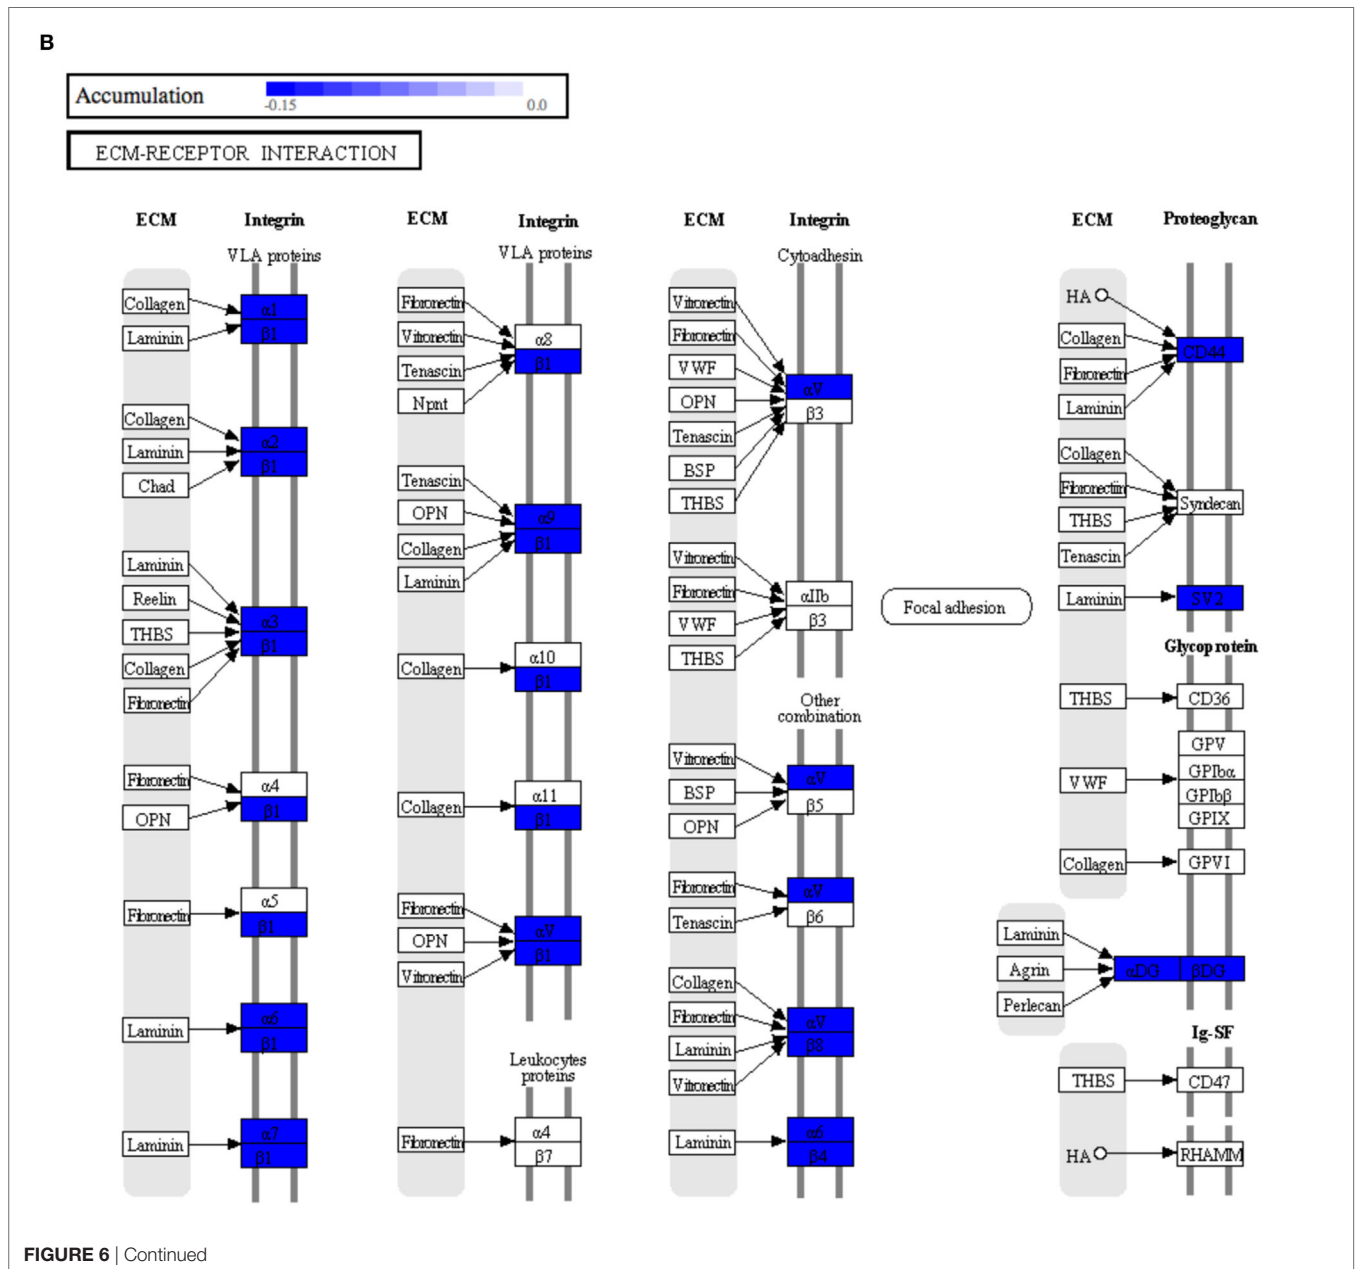 B
Accumulation
-0.15
0.0
ECM-RECEPTOR INTERACTION
ECM
Integrin
VLA proteins
Collagen
Laminin
α1
β1
Collagen
Laminin
Chad
α2
β1
Laminin
Reelin
THBS
Collagen
Fibronectin
α3
β1
Fibronectin
OPN
α4
β1
Fibronectin
α5
β1
Laminin
α6
β1
Laminin
α7
β1
ECM
Integrin
VLA proteins
Fibronectin
Vitronectin
Tenascin
Npnt
α8
β1
Tenascin
OPN
Collagen
Laminin
α9
β1
Collagen
α10
β1
Collagen
α11
β1
Fibronectin
OPN
Vitronectin
αV
β1
Leukocytes
proteins
Fibronectin
α4
β7
ECM
Integrin
Cytoadhesin
Vitronectin
Fibronectin
VWF
OPN
Tenascin
BSP
THBS
αV
β3
Vitronectin
Fibronectin
VWF
THBS
αIIb
β3
Other
combination
Vitronectin
BSP
OPN
αV
β5
Fibronectin
Tenascin
αV
β6
Collagen
Fibronectin
Laminin
Vitronectin
αV
β8
Laminin
α6
β4
Focal adhesion
ECM
Proteoglycan
HA
Collagen
Fibronectin
Laminin
CD44
Collagen
Fibronectin
THBS
Tenascin
Syndecan
Laminin
SV2
Glycoprotein
THBS
CD36
VWF
GPV
GPIbα
GPIbβ
GPIX
Collagen
GPVI
Laminin
Agrin
Perlecan
αDG
βDG
Ig-SF
THBS
CD47
HA
RHAMM
FIGURE 6 | Continued